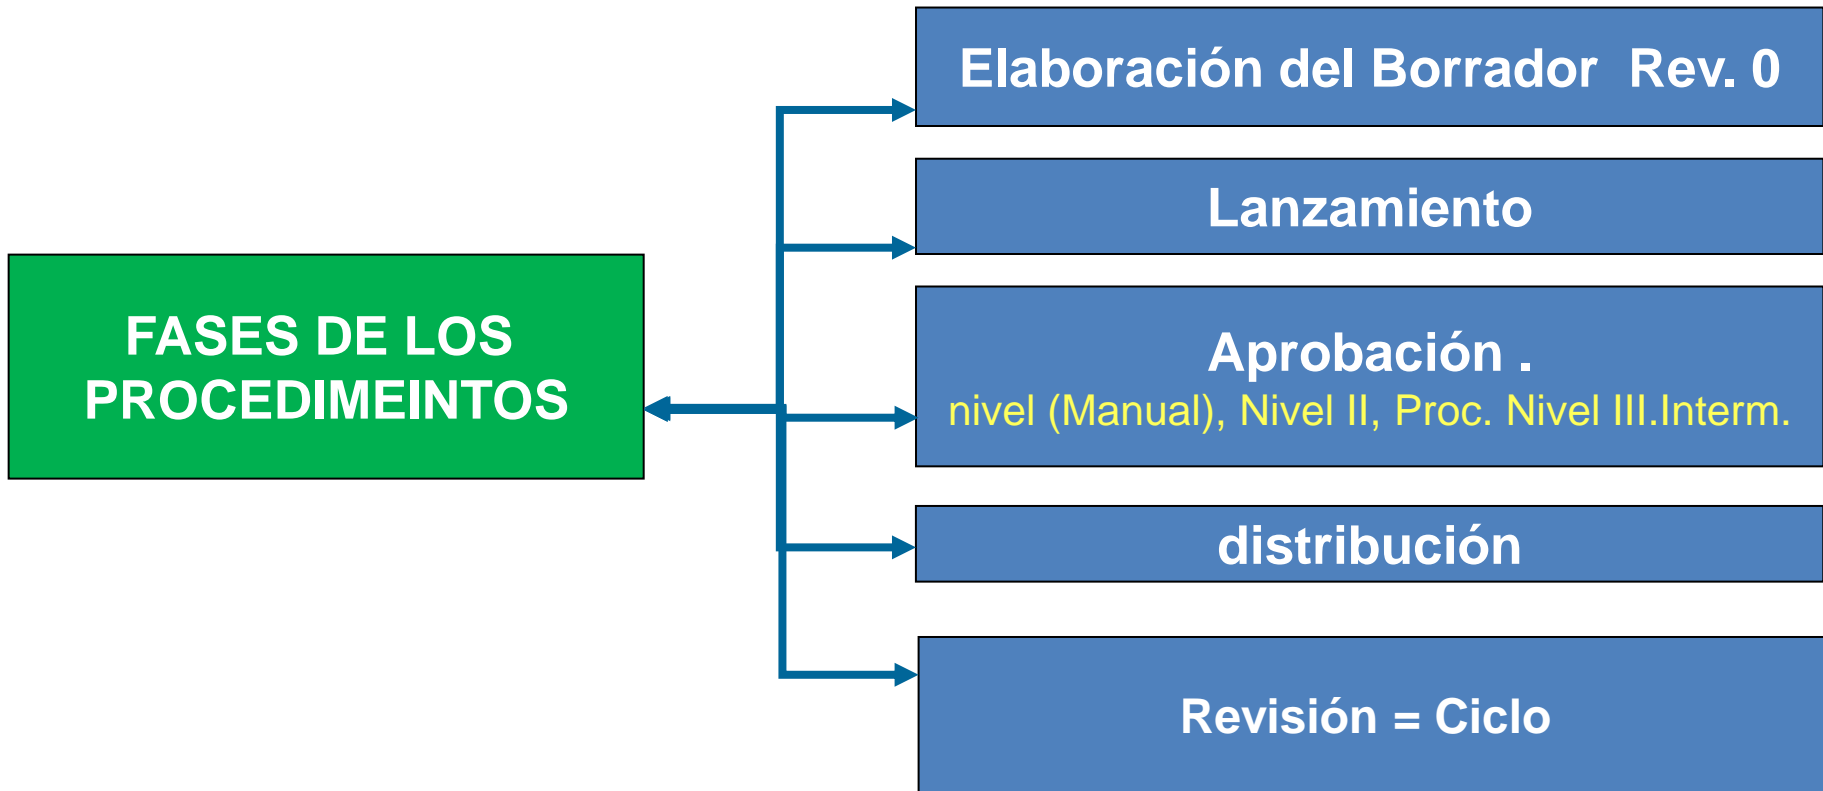 Elaboración del Borrador Rev. 0
Lanzamiento
FASES DE LOS
PROCEDIMEINTOS
Aprobación .
nivel (Manual), Nivel II, Proc. Nivel III.Interm.
distribución
Revisión = Ciclo